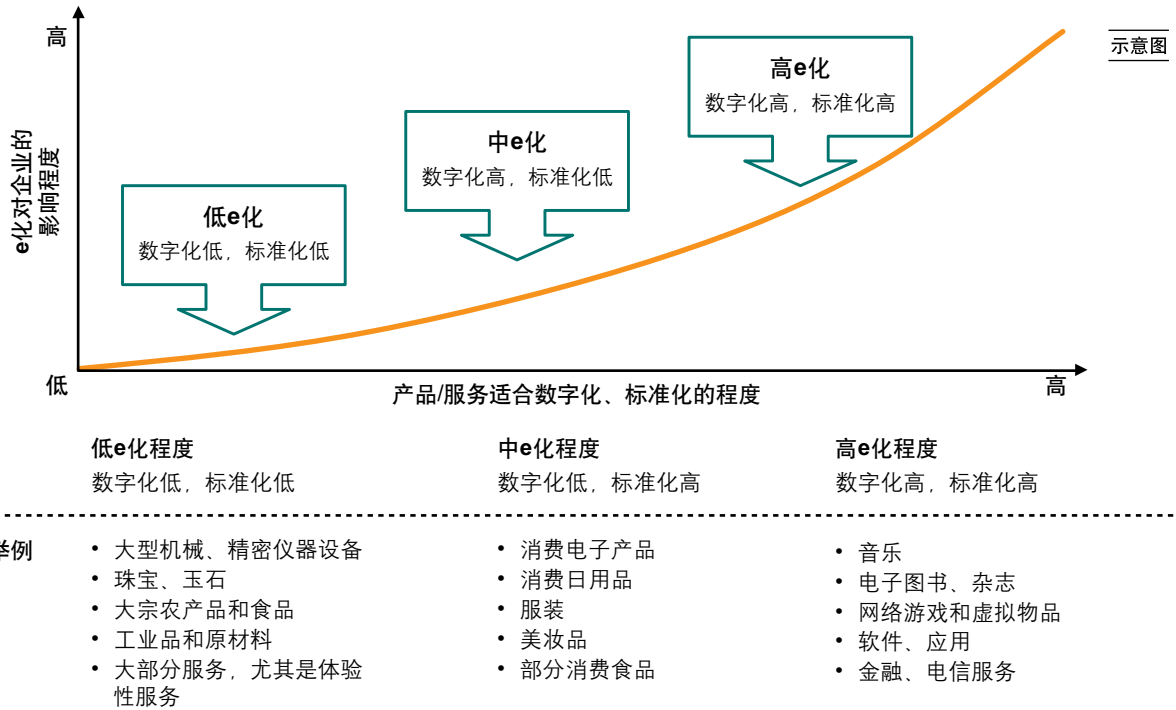 高
示意图
高e化
数字化高，标准化高
中e化
数字化高，标准化低
低e化
数字化低，标准化低
e化对企业的
影响程度
低
产品/服务适合数字化、标准化的程度
高
低e化程度
数字化低，标准化低
中e化程度
数字化低，标准化高
高e化程度
数字化高，标准化高
举例
• 大型机械、精密仪器设备
• 珠宝、玉石
• 大宗农产品和食品
• 工业品和原材料
• 大部分服务，尤其是体验
性服务
• 消费电子产品
• 消费日用品
• 服装
• 美妆品
• 部分消费食品
• 音乐
• 电子图书、杂志
• 网络游戏和虚拟物品
• 软件、应用
• 金融、电信服务